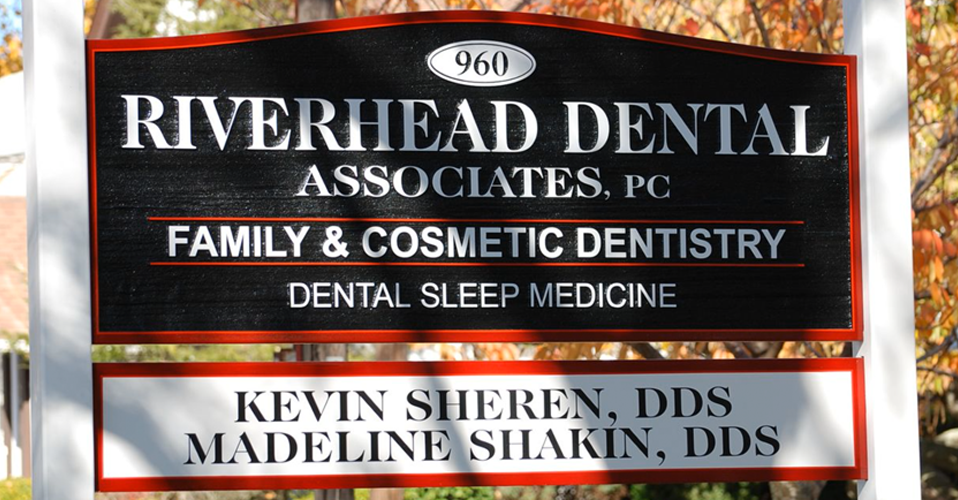 960
RIVERHEAD DENTAL
ASSOCIATES, PC
FAMILY & COSMETIC DENTISTRY
DENTAL SLEEP MEDICINE
KEVIN SHEREN, DDS
MADELINE SHAKIN, DDS